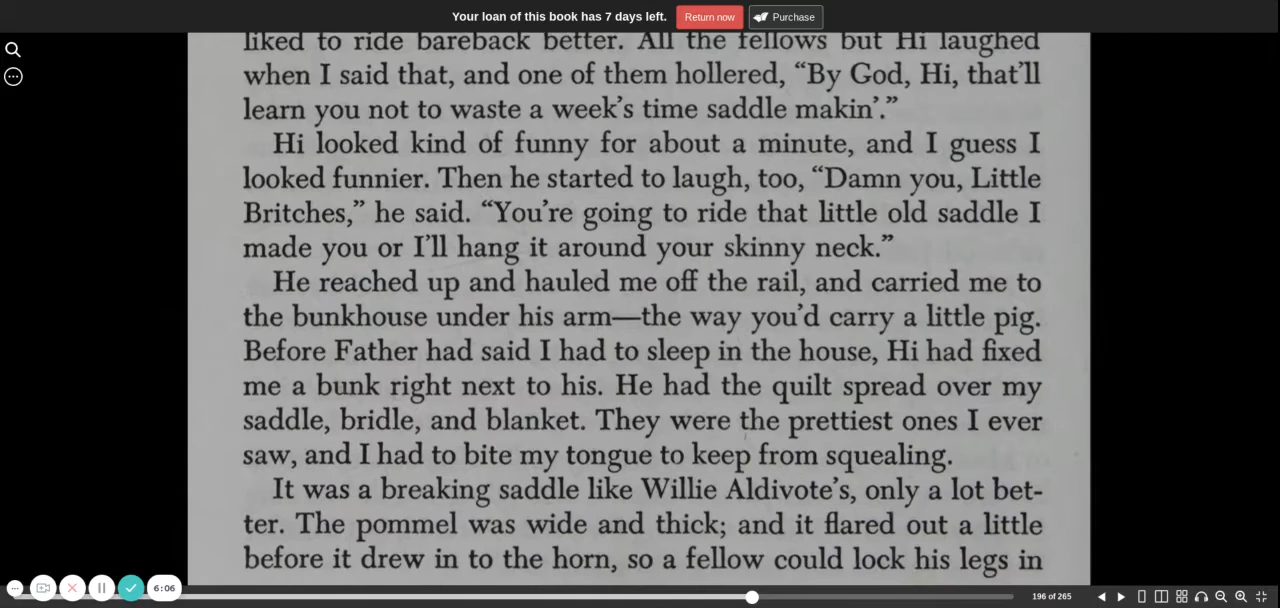 Your loan of this book has 7 days left. Return now Purchase
liked to ride bareback better. All the fellows but Hi laughed
when I said that, and one of them hollered, “By God, Hi, that’ll
learn you not to waste a week’s time saddle makin’.”
Hi looked kind of funny for about a minute, and I guess I
looked funnier. Then he started to laugh, too, “Damn you, Little
Britches,” he said. “You’re going to ride that little old saddle I
made you or I’ll hang it around your skinny neck.”
He reached up and hauled me off the rail, and carried me to
the bunkhouse under his arm—the way you’d carry a little pig.
Before Father had said I had to sleep in the house, Hi had fixed
me a bunk right next to his. He had the quilt spread over my
saddle, bridle, and blanket. They were the prettiest ones I ever
saw, and I had to bite my tongue to keep from squealing.
It was a breaking saddle like Willie Aldivote’s, only a lot bet-
ter. The pommel was wide and thick; and it flared out a little
before it drew in to the horn, so a fellow could lock his legs in
6:06
196 of 265